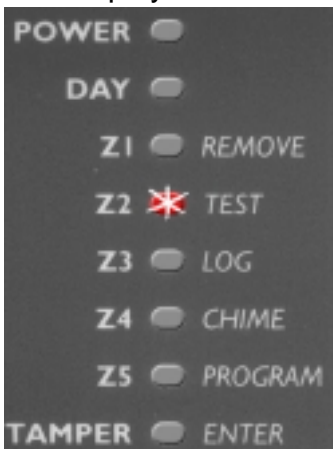 POWER
DAY
Z1 REMOVE
Z2 TEST
Z3 LOG
Z4 CHIME
Z5 PROGRAM
TAMPER ENTER